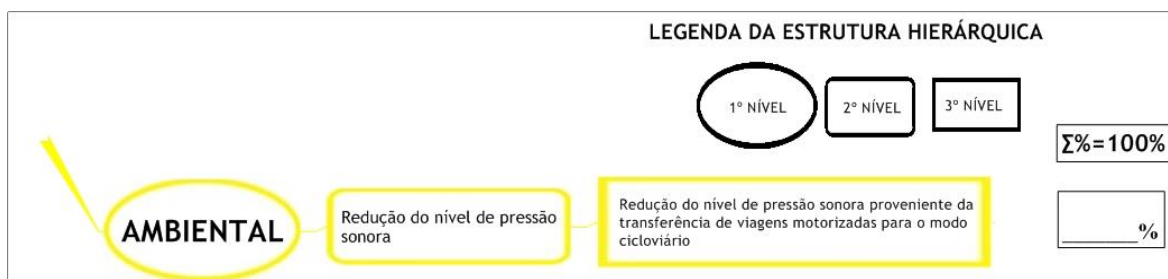 LEGENDA DA ESTRUTURA HIERÁRQUICA
1º NÍVEL
2º NÍVEL
3º NÍVEL
∑%=100%
AMBIENTAL
Redução do nível de pressão
sonora
Redução do nível de pressão sonora proveniente da
transferência de viagens motorizadas para o modo
cicloviário
_______%